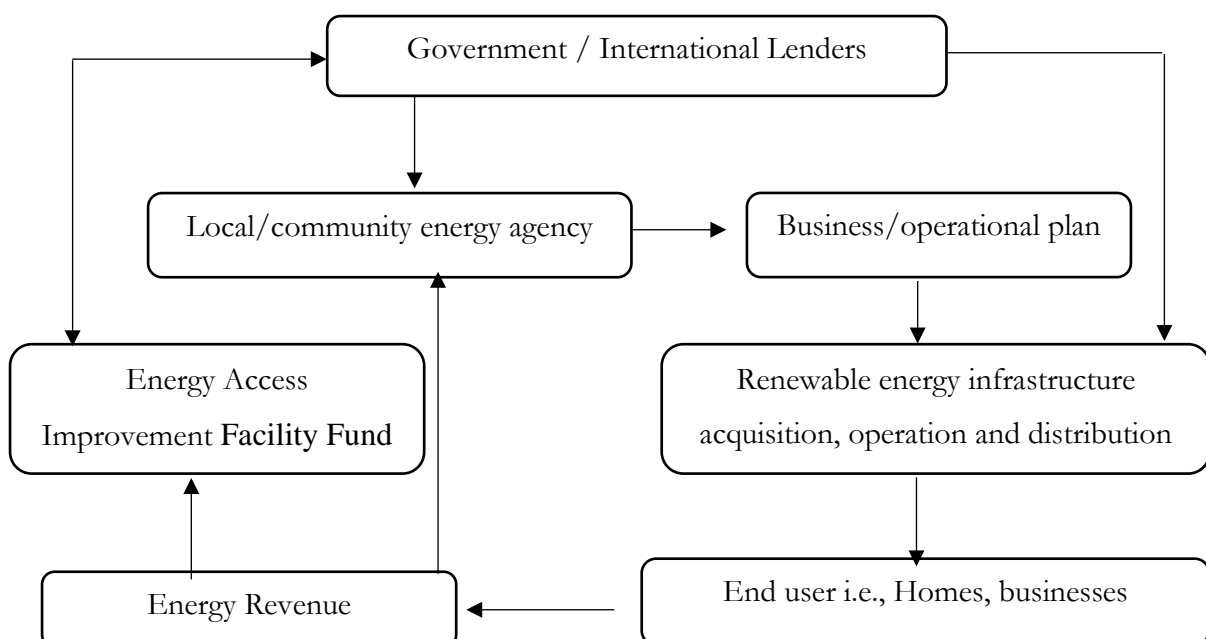 Government / International Lenders
Local/community energy agency
Business/operational plan
Energy Access
Improvement Facility Fund
Renewable energy infrastructure
acquisition, operation and distribution
Energy Revenue
End user i.e., Homes, businesses